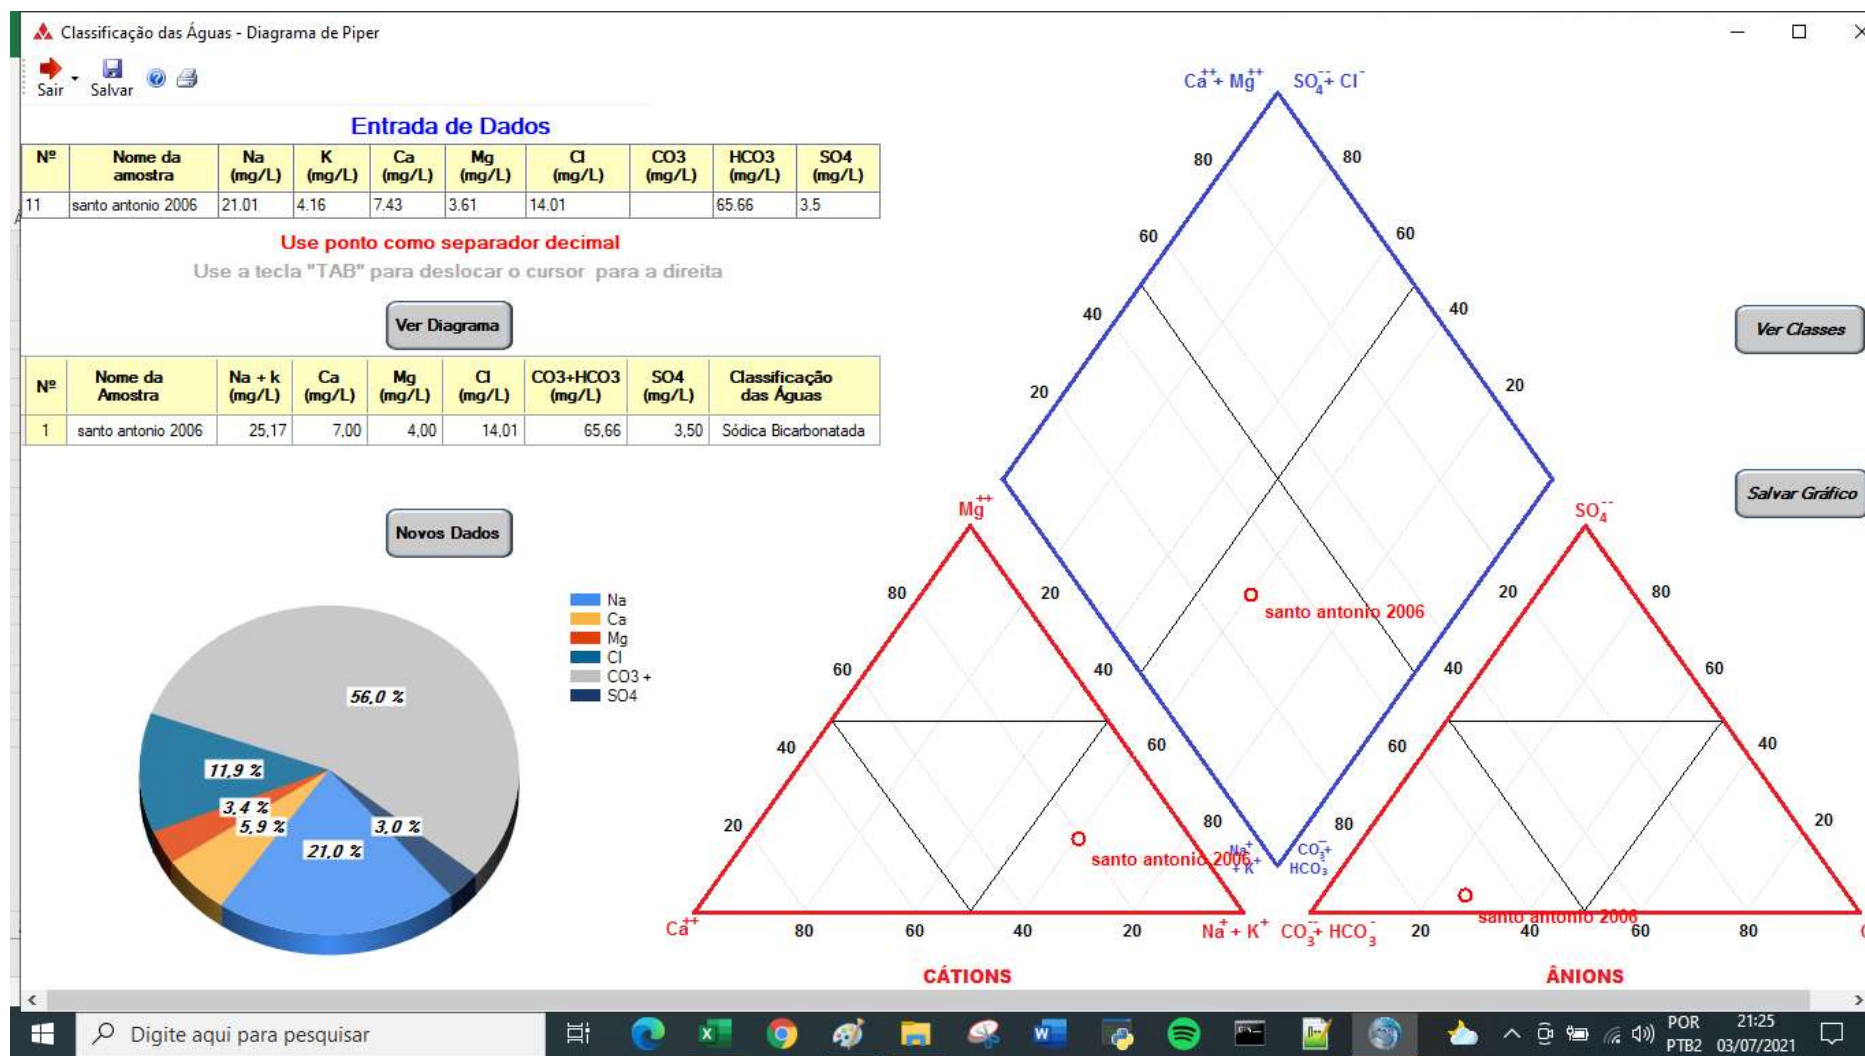 Classificação das Águas - Diagrama de Piper
Sair Salvar
Entrada de Dados
Nº Nome da amostra Na (mg/L) K (mg/L) Ca (mg/L) Mg (mg/L) Cl (mg/L) CO3 (mg/L) HCO3 (mg/L) SO4 (mg/L)
11 santo antonio 2006 21.01 4.16 7.43 3.61 14.01 65.66 3.5
Use ponto como separador decimal
Use a tecla "TAB" para deslocar o cursor para a direita
Ver Diagrama
Nº Nome da Amostra Na + k (mg/L) Ca (mg/L) Mg (mg/L) Cl (mg/L) CO3+HCO3 (mg/L) SO4 (mg/L) Classificação das Águas
1 santo antonio 2006 25,17 7,00 4,00 14,01 65,66 3,50 Sódica Bicarbonatada
Novos Dados
Na
Ca
Mg
Cl
CO3 +
SO4
56,0 %
11,9 %
3,4 %
5,9 %
3,0 %
21,0 %
Ca++ + Mg++ SO4-- + Cl-
80 80
60 60
40 40
20 20
Ver Classes
Salvar Gráfico
santo antonio 2006
Mg++
80 20
60 40
40 60
20 80
santo antonio 2006
Na+ + K+ CO3-- + HCO3-
Ca++ 80 60 40 20 Na+ + K+
CÁTIONS
SO4--
20 80
40 60
60 40
80 20
santo antonio 2006
CO3-- + HCO3- 20 40 60 80
ÂNIONS
Digite aqui para pesquisar
POR
PTB2
21:25
03/07/2021